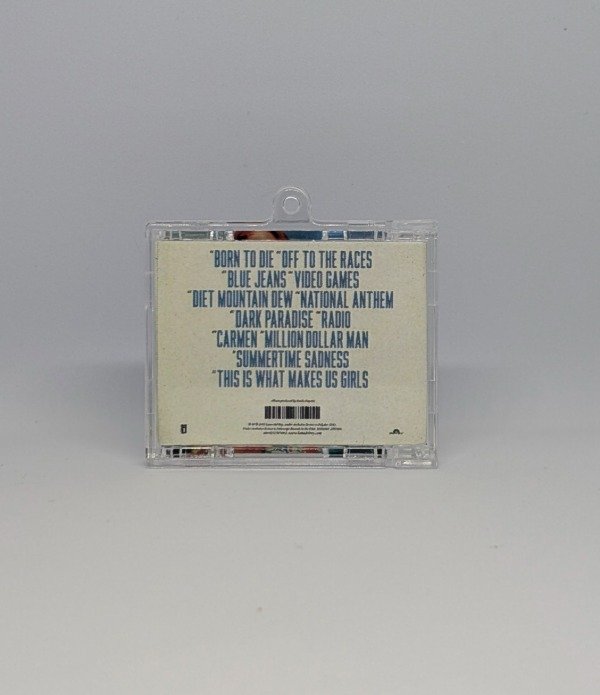 "BORN TO DIE "OFF TO THE RACES
"BLUE JEANS "VIDEO GAMES
"DIET MOUNTAIN DEW "NATIONAL ANTHEM
"DARK PARADISE "RADIO
"CARMEN "MILLION DOLLAR MAN
"SUMMERTIME SADNESS
"THIS IS WHAT MAKES US GIRLS